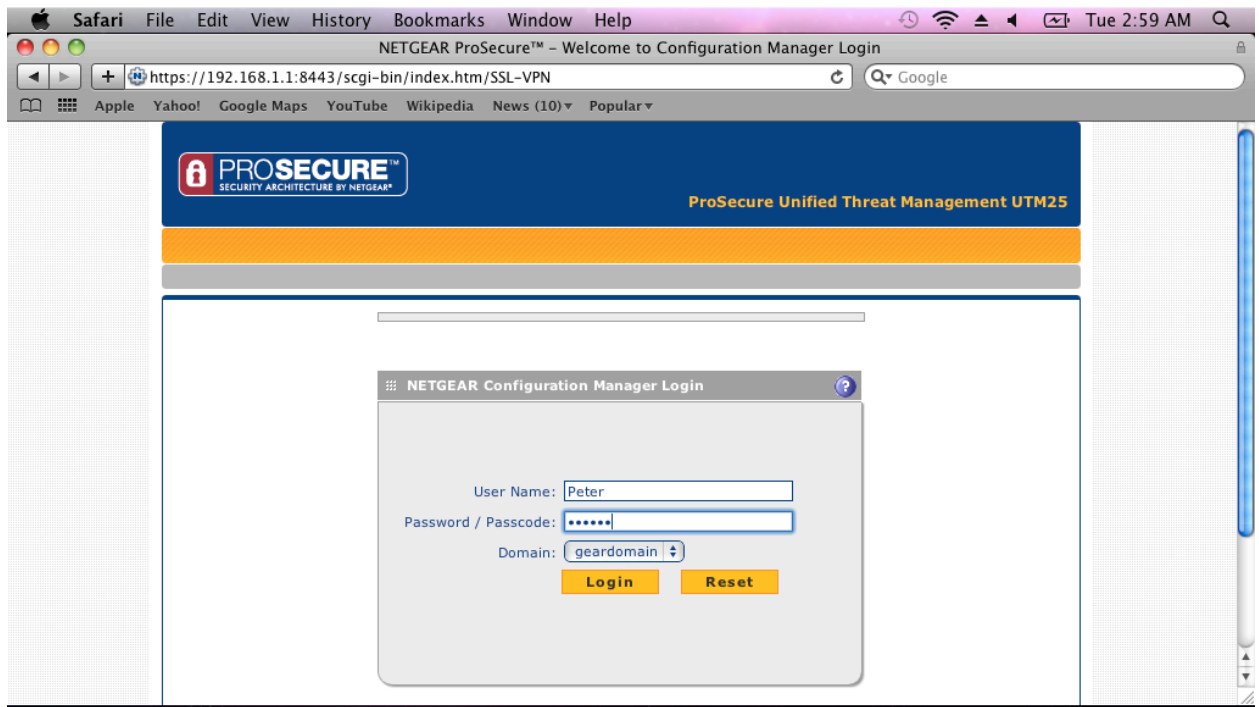 Safari File Edit View History Bookmarks Window Help Tue 2:59 AM
NETGEAR ProSecure™ – Welcome to Configuration Manager Login
https://192.168.1.1:8443/scgi-bin/index.htm/SSL-VPN
Google
Apple Yahoo! Google Maps YouTube Wikipedia News (10) Popular
PROSECURE™
SECURITY ARCHITECTURE BY NETGEAR®
ProSecure Unified Threat Management UTM25
NETGEAR Configuration Manager Login ?
User Name: Peter
Password / Passcode: ••••••
Domain: geardomain
Login Reset